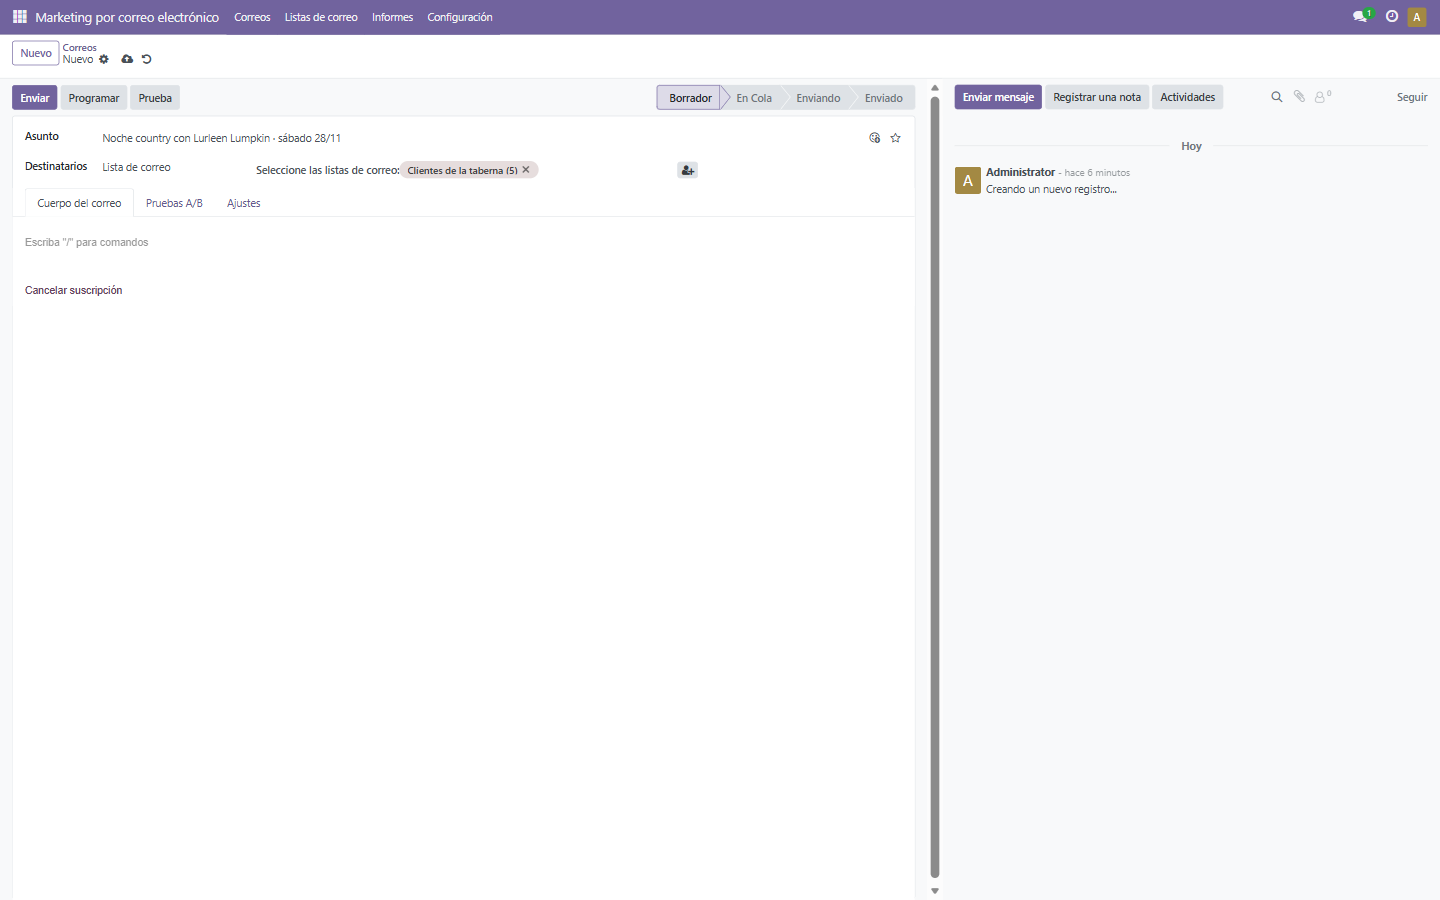 Marketing por correo electrónico Correos Listas de correo Informes Configuración 1 A
Nuevo Correos
Nuevo
Enviar Programar Prueba Borrador En Cola Enviando Enviado
Enviar mensaje Registrar una nota Actividades 0 Seguir
Asunto Noche country con Lurleen Lumpkin - sábado 28/11
Destinatarios Lista de correo Seleccione las listas de correo: Clientes de la taberna (5)
Cuerpo del correo Pruebas A/B Ajustes
Escriba "/" para comandos
Cancelar suscripción
Hoy
A Administrator - hace 6 minutos
Creando un nuevo registro...